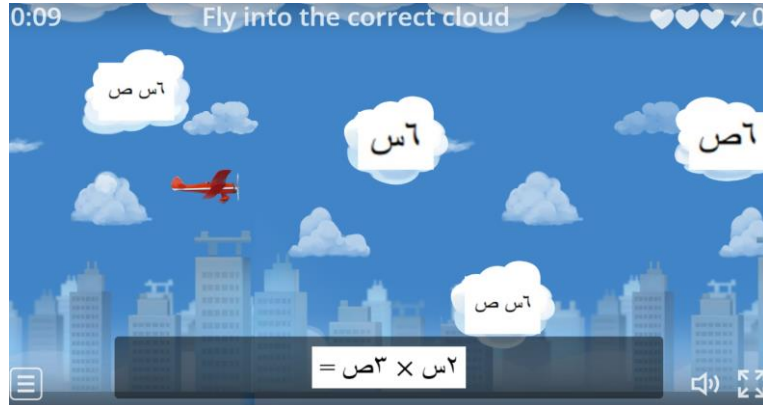 0:09
Fly into the correct cloud
٦س ص
٦س
٦ص
٦س ص
٢س × ٣ص =